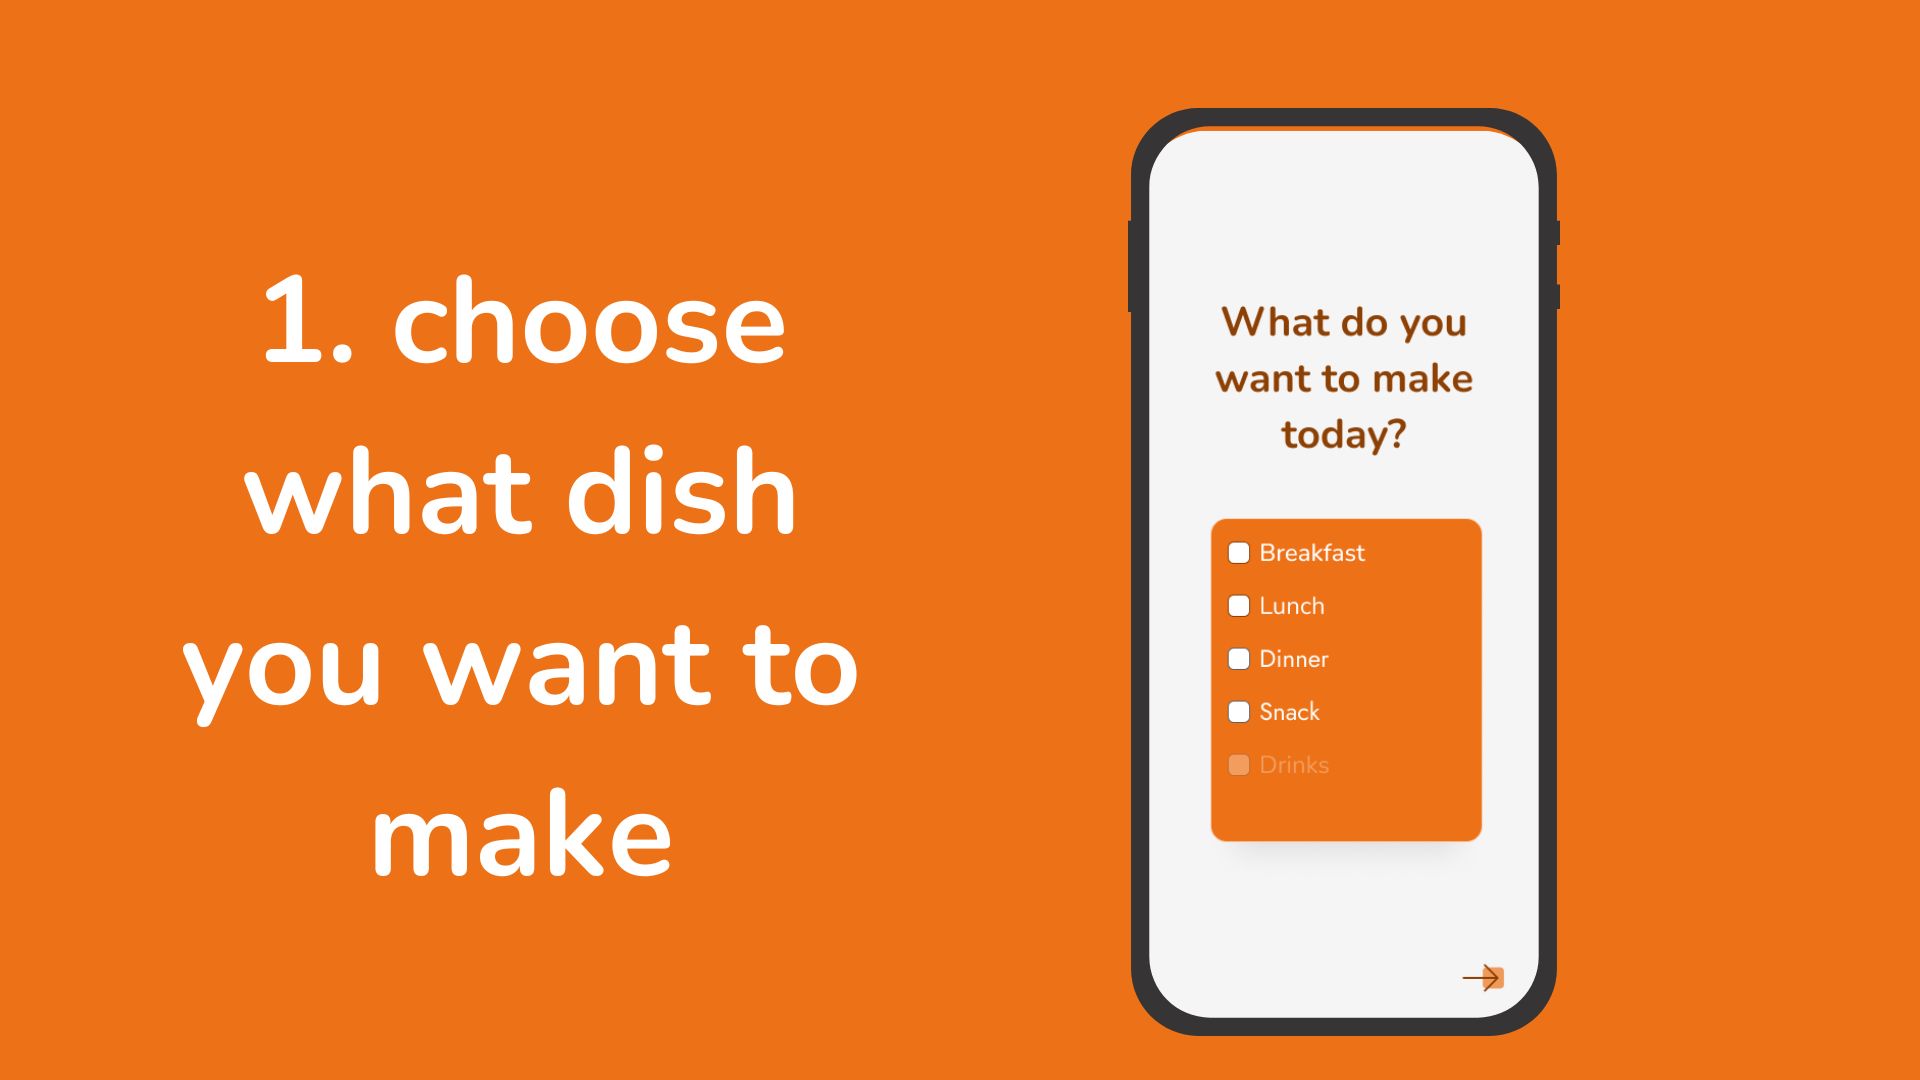 1. choose
what dish
you want to
make
What do you
want to make
today?
Breakfast
Lunch
Dinner
Snack
Drinks